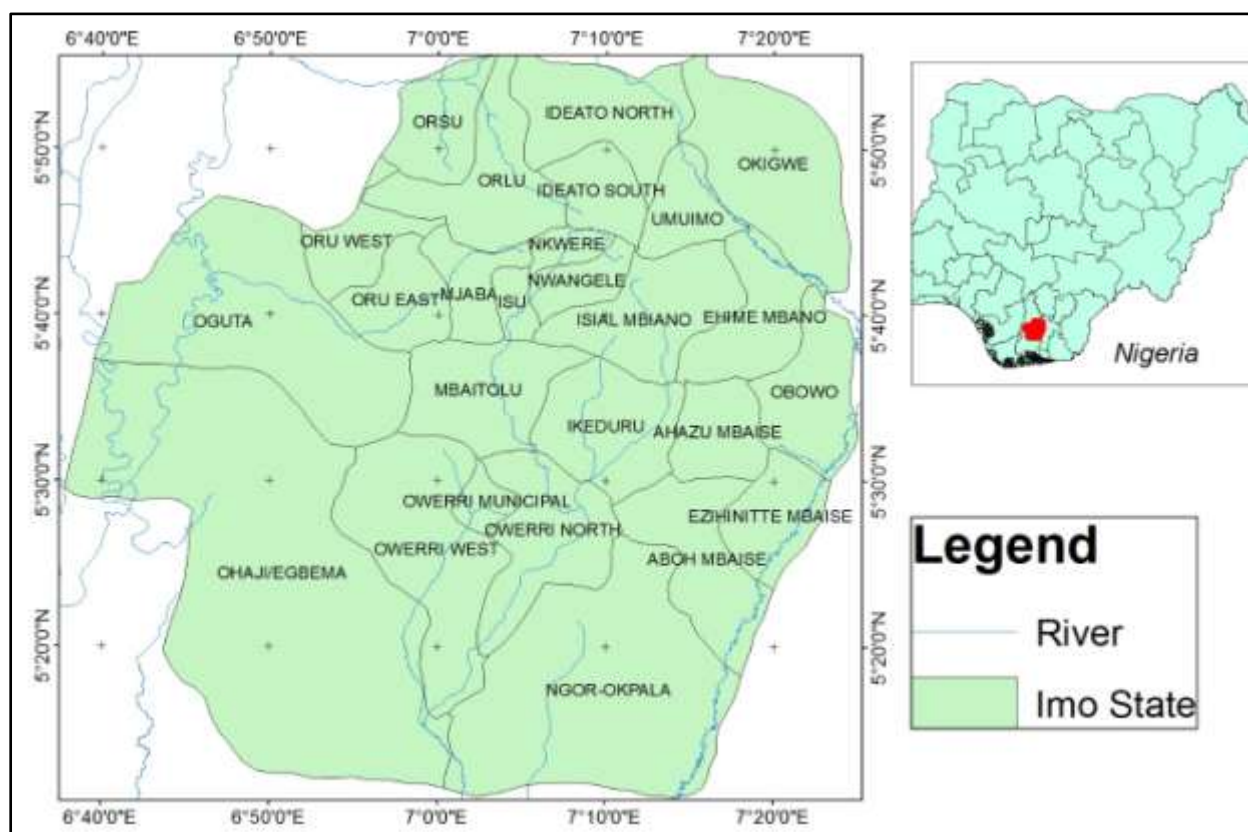 6°40'0"E 6°50'0"E 7°0'0"E 7°10'0"E 7°20'0"E
5°50'0"N
5°40'0"N
5°30'0"N
5°20'0"N
ORSU
IDEATO NORTH
OKIGWE
ORLU
IDEATO SOUTH
UMUIMO
ORU WEST
NKWERE
NWANGELE
ORU EAST
MJABA
ISU
OGUTA
ISIAL MBIANO
EHIME MBANO
MBAITOLU
OBOWO
IKEDURU
AHAZU MBAISE
OWERRI MUNICIPAL
EZIHINITTE MBAISE
OWERRI NORTH
OWERRI WEST
ABOH MBAISE
OHAJI/EGBEMA
NGOR-OKPALA
5°50'0"N
5°40'0"N
5°30'0"N
5°20'0"N
6°40'0"E 6°50'0"E 7°0'0"E 7°10'0"E 7°20'0"E
Nigeria
Legend
River
Imo State